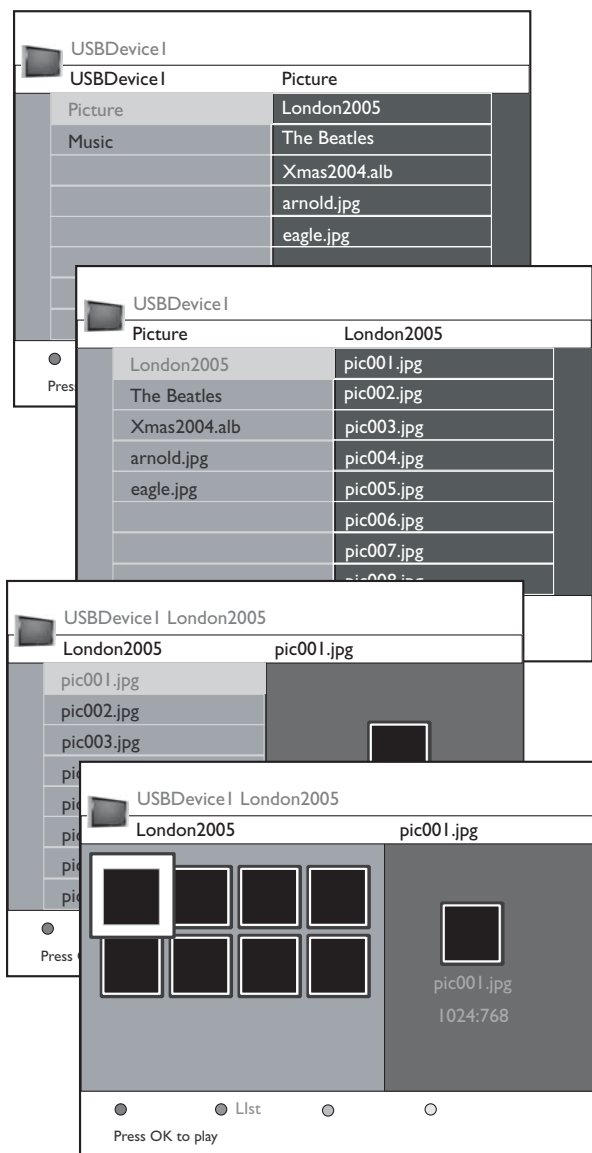 USBDevice1
USBDevice1 Picture
Picture London2005
Music The Beatles
Xmas2004.alb
arnold.jpg
eagle.jpg
USBDevice1
Picture London2005
London2005 pic001.jpg
The Beatles pic002.jpg
Xmas2004.alb pic003.jpg
arnold.jpg pic004.jpg
eagle.jpg pic005.jpg
pic006.jpg
pic007.jpg
pic008.jpg
USBDevice1 London2005
London2005 pic001.jpg
pic001.jpg
pic002.jpg
pic003.jpg
USBDevice1 London2005
London2005 pic001.jpg
pic001.jpg
1024:768
LIst
Press OK to play